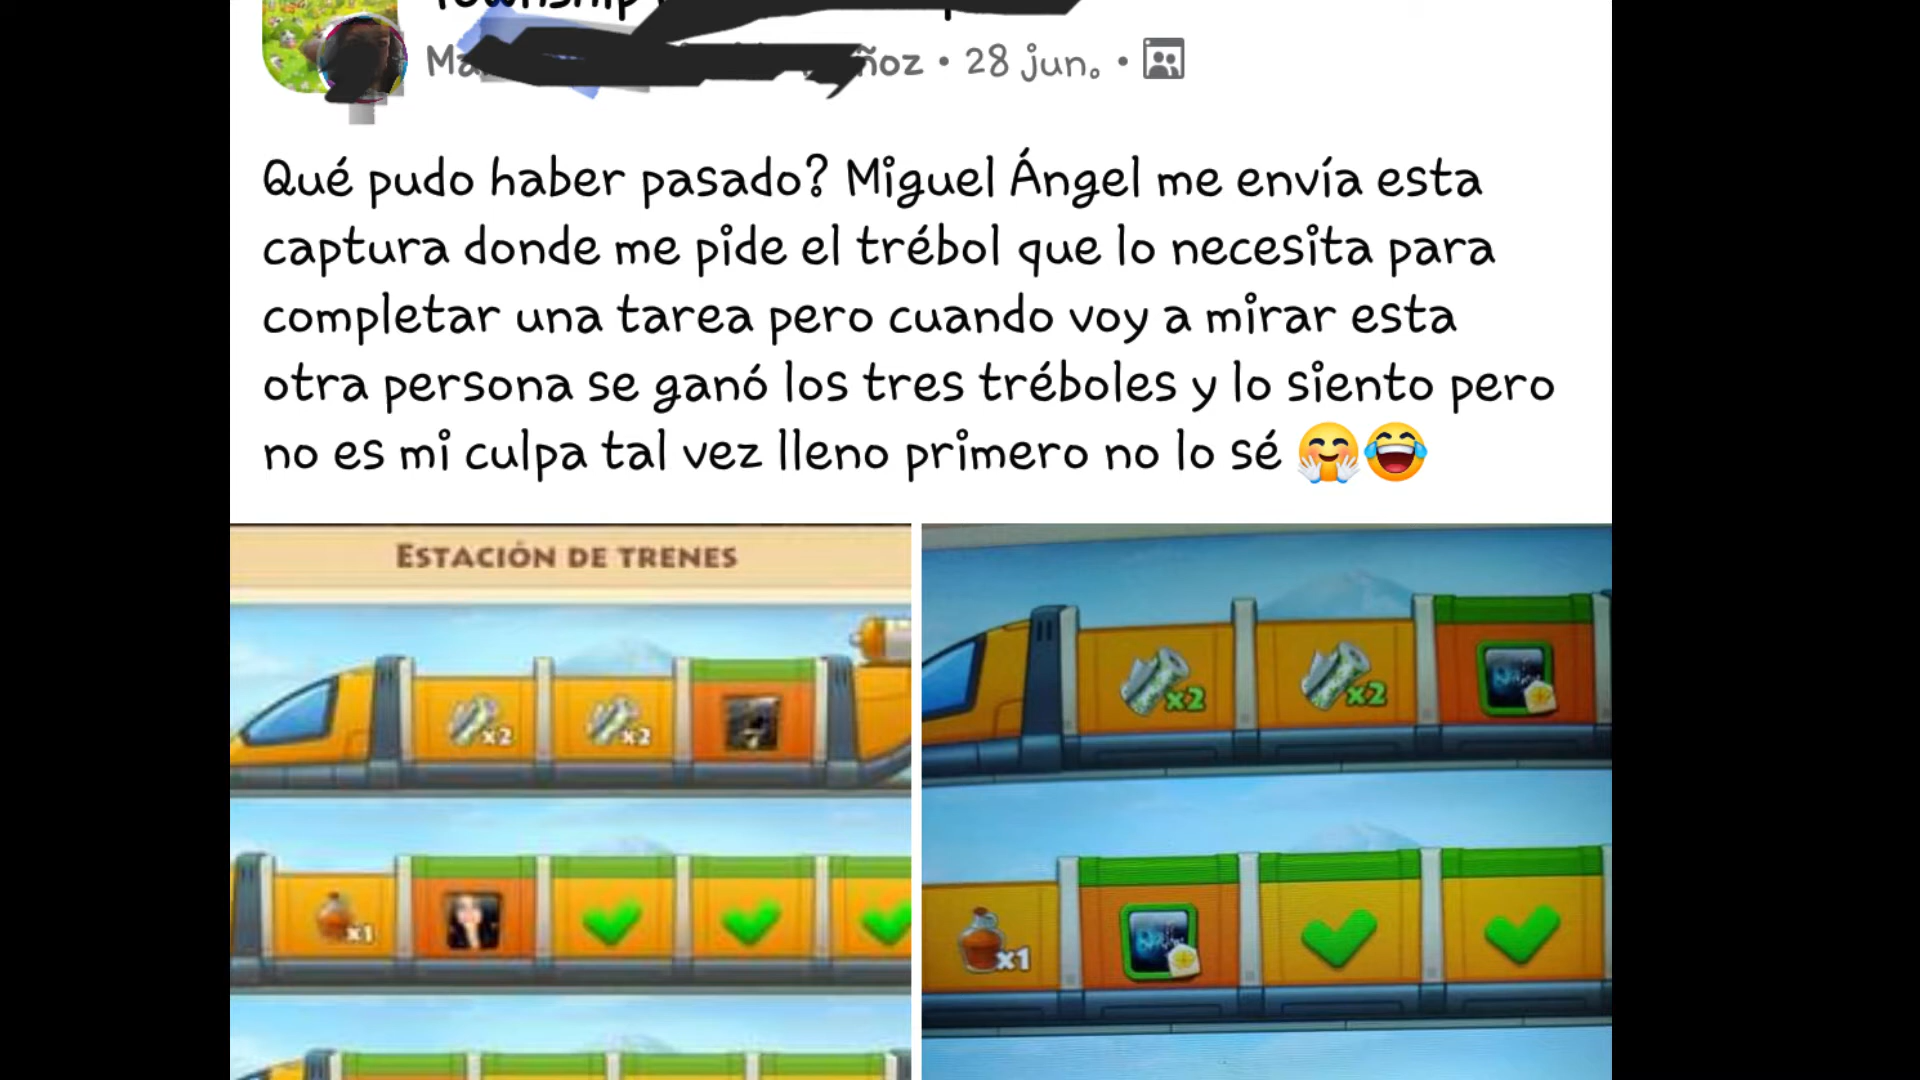 Township
ñoz • 28 jun. •
Qué pudo haber pasado? Miguel Ángel me envía esta
captura donde me pide el trébol que lo necesita para
completar una tarea pero cuando voy a mirar esta
otra persona se ganó los tres tréboles y lo siento pero
no es mi culpa tal vez lleno primero no lo sé 🤗😂
ESTACIÓN DE TRENES
x2 x2
x2 x2
x1
x1